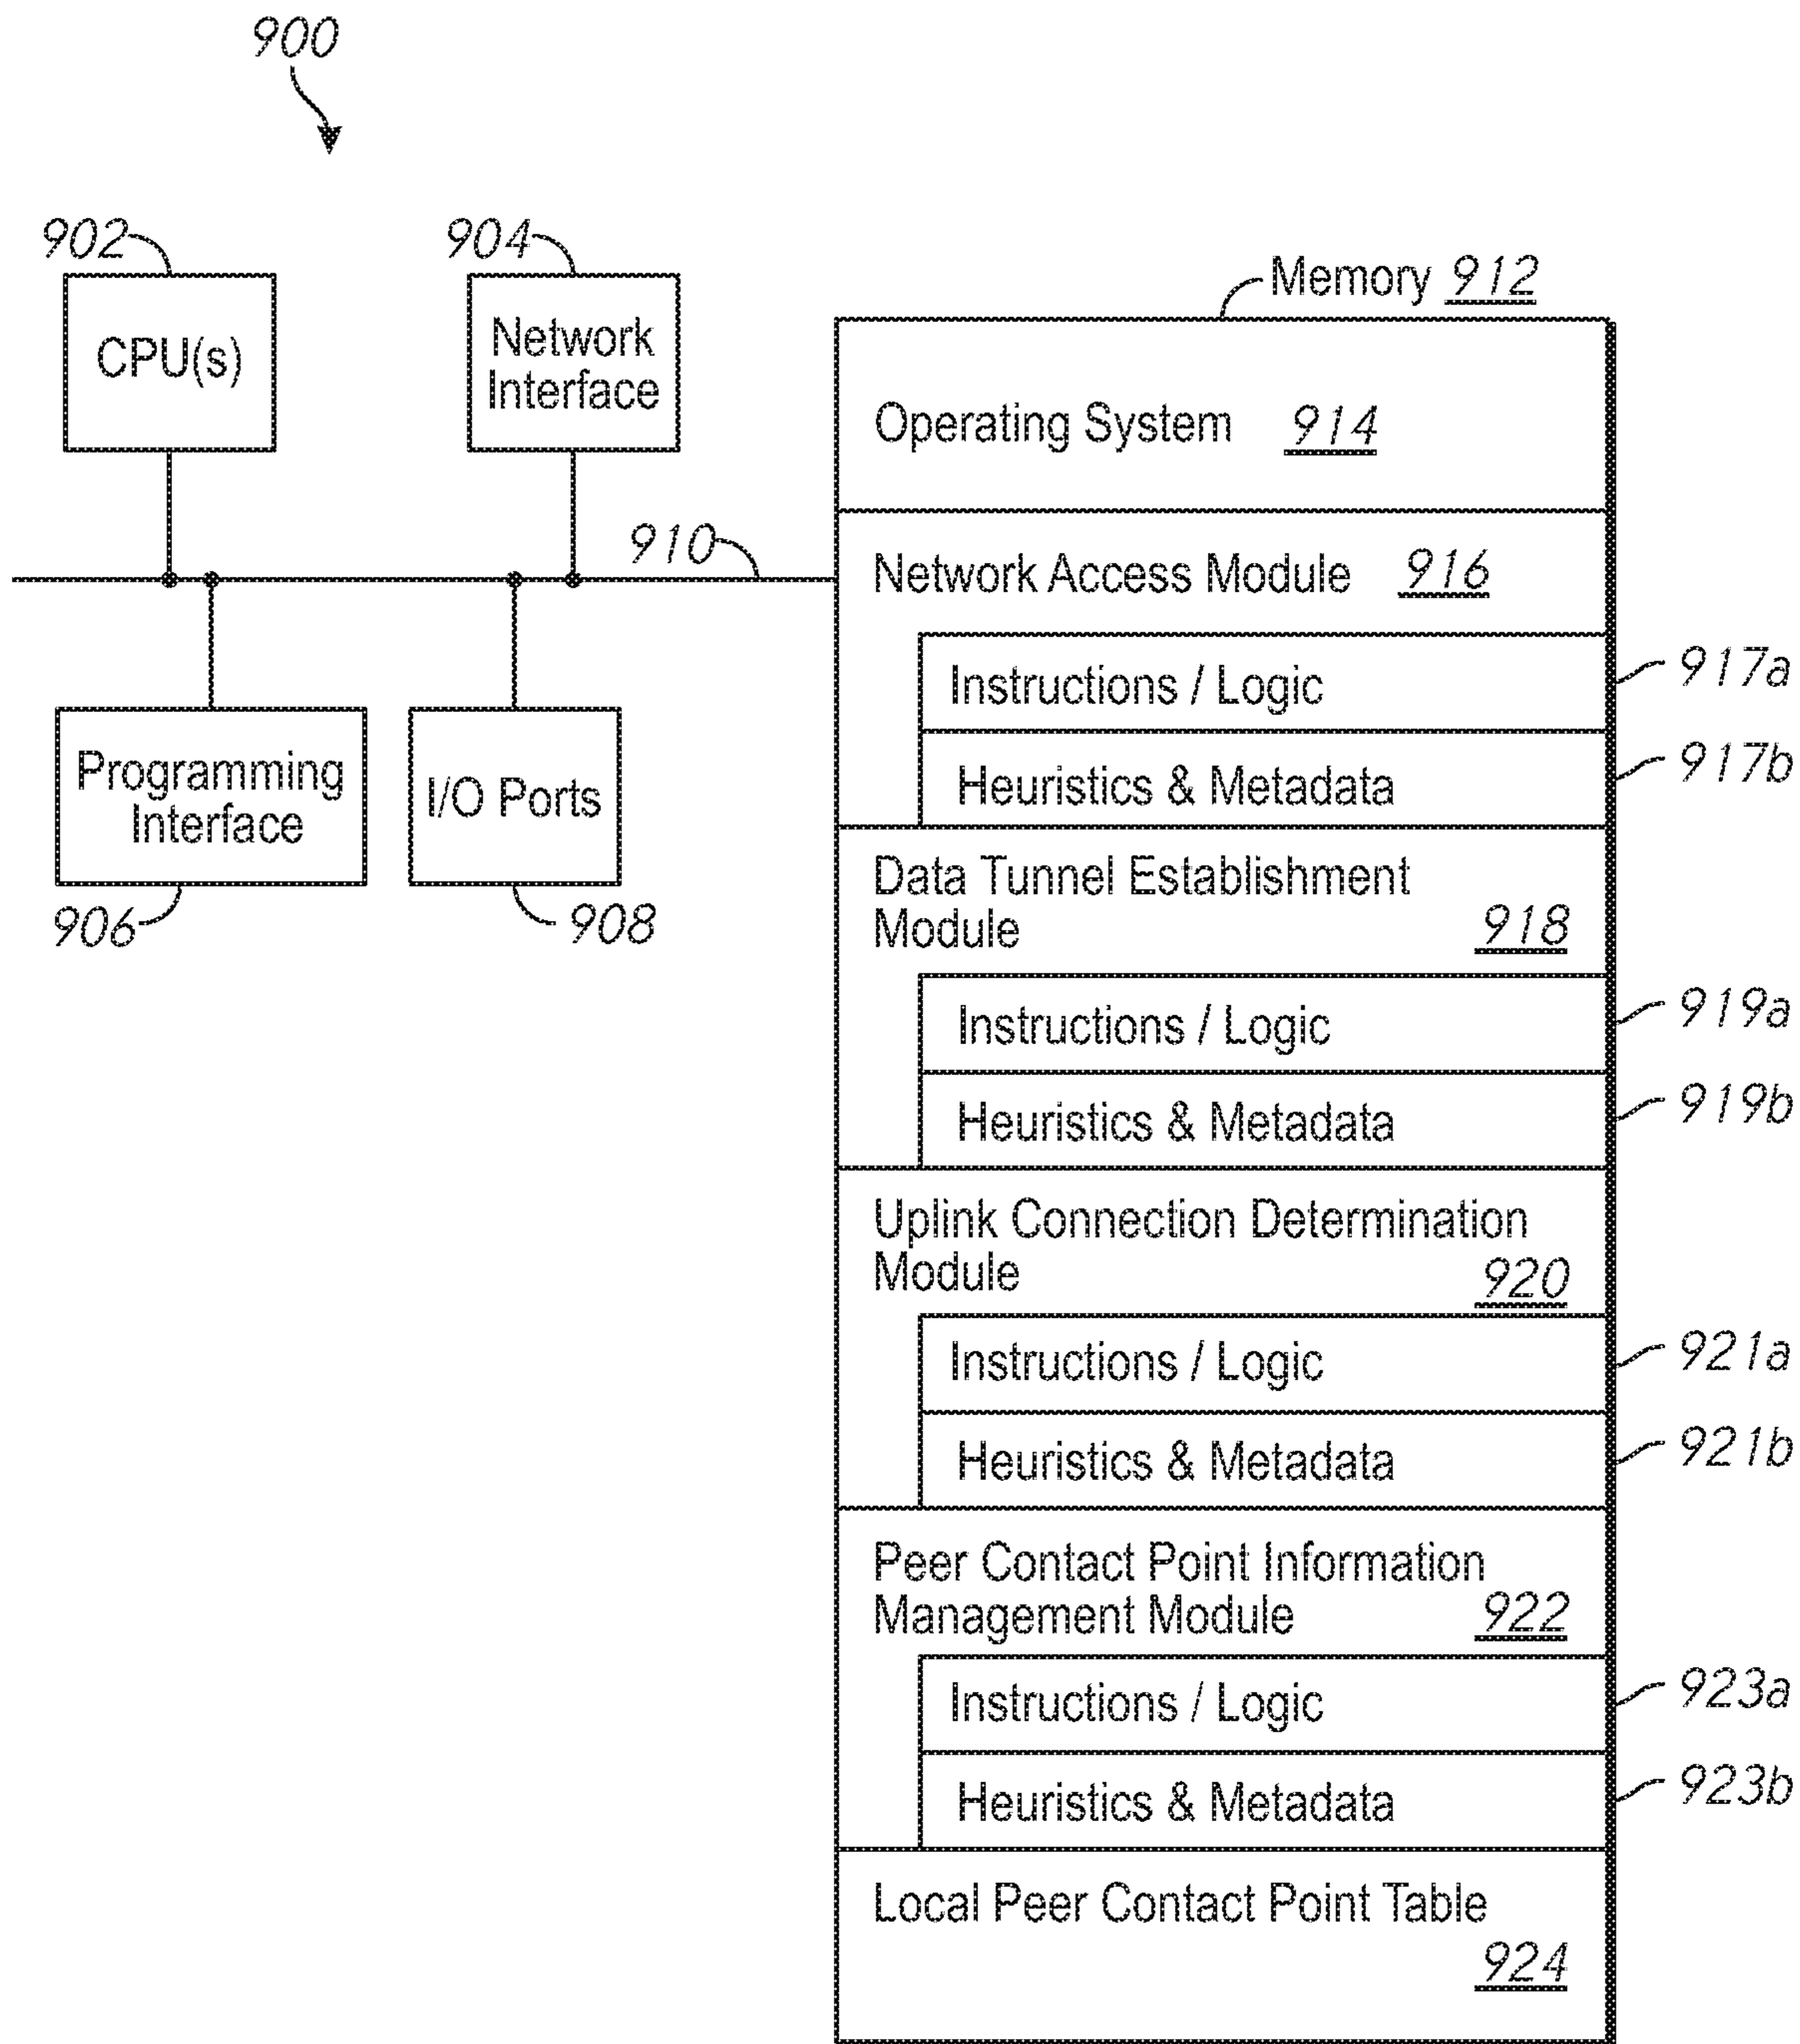 900
902
904
CPU(s)
Network
Interface
910
Programming
Interface
I/O Ports
906
908
Memory 912
Operating System 914
Network Access Module 916
Instructions / Logic 917a
Heuristics & Metadata 917b
Data Tunnel Establishment
Module 918
Instructions / Logic 919a
Heuristics & Metadata 919b
Uplink Connection Determination
Module 920
Instructions / Logic 921a
Heuristics & Metadata 921b
Peer Contact Point Information
Management Module 922
Instructions / Logic 923a
Heuristics & Metadata 923b
Local Peer Contact Point Table
924